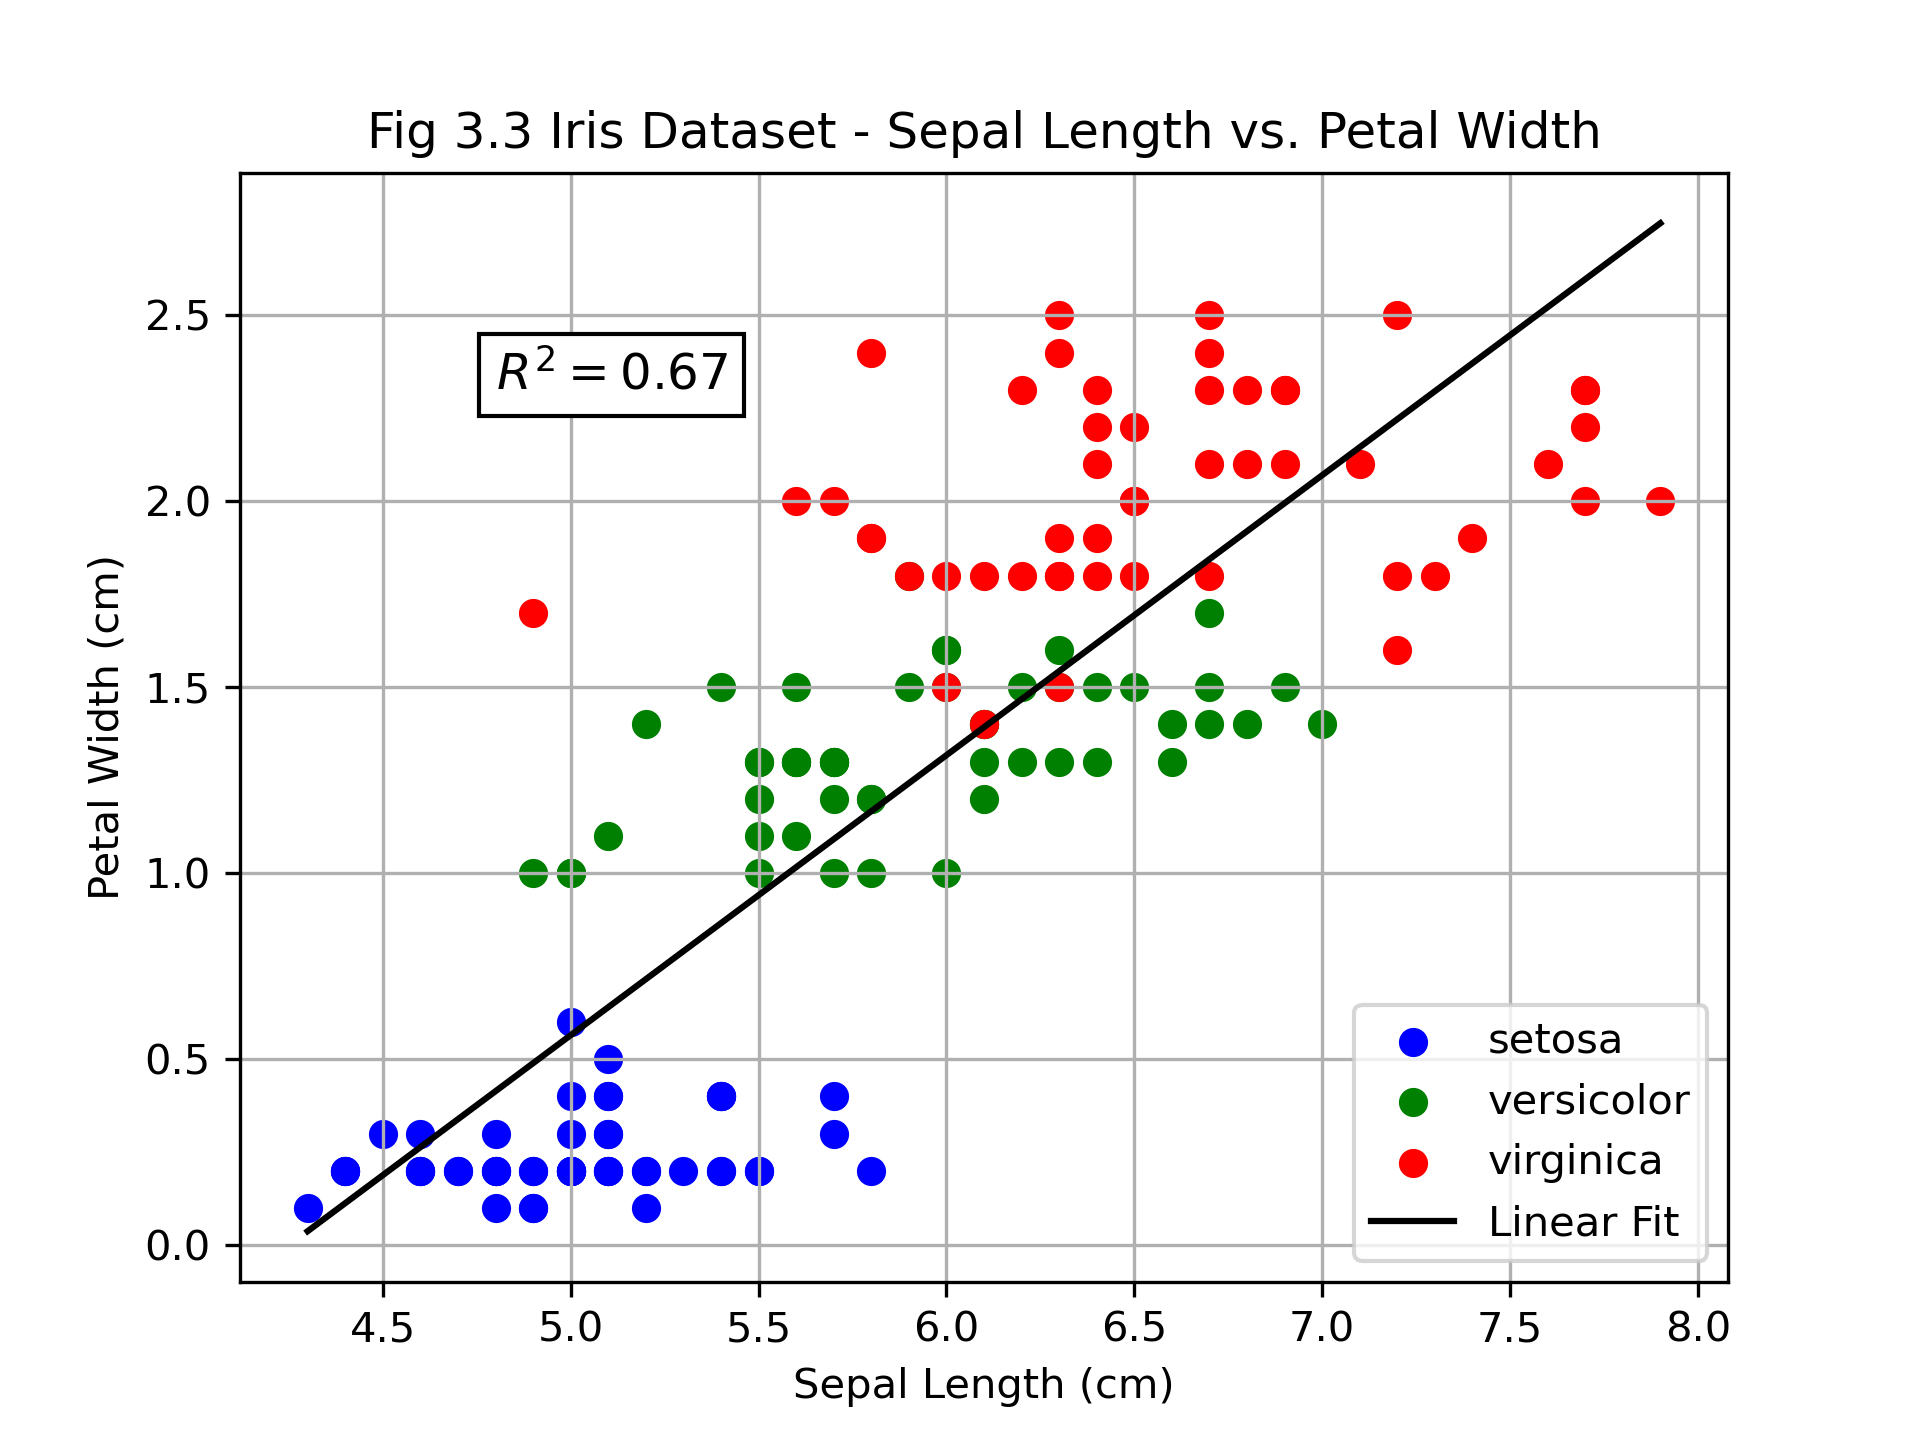 Fig 3.3 Iris Dataset - Sepal Length vs. Petal Width
R² = 0.67
Petal Width (cm)
2.5
2.0
1.5
1.0
0.5
0.0
setosa
versicolor
virginica
Linear Fit
4.5 5.0 5.5 6.0 6.5 7.0 7.5 8.0
Sepal Length (cm)